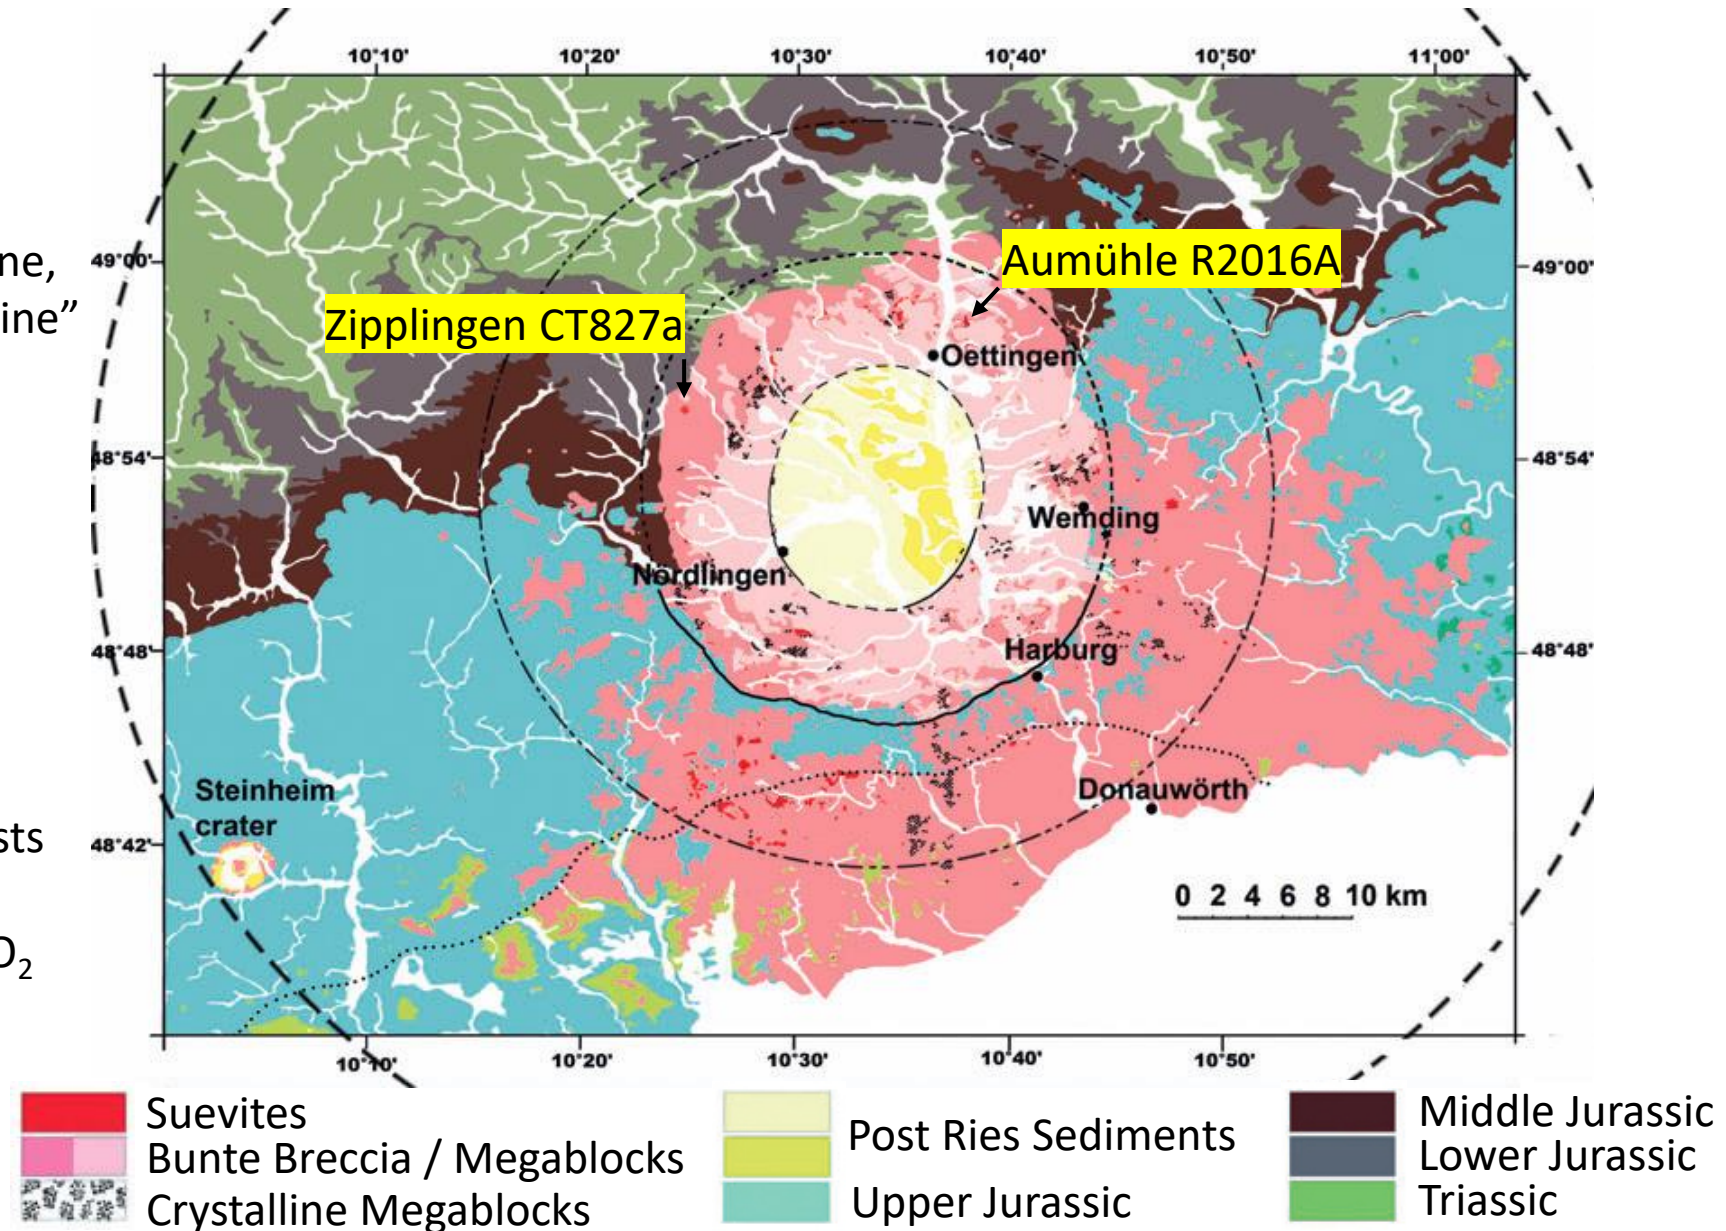 10°10' 10°20' 10°30' 10°40' 10°50' 11°00'
ne,
ine”
49°00' 49°00'
Aumühle R2016A
Zipplingen CT827a
Oettingen
48°54' 48°54'
Wemding
Nördlingen
48°48' 48°48'
Harburg
Steinheim
crater
Donauwörth
sts
48°42'
0 2 4 6 8 10 km
O2
10°10' 10°20' 10°30' 10°40' 10°50'
Suevites
Bunte Breccia / Megablocks
Crystalline Megablocks
Post Ries Sediments
Upper Jurassic
Middle Jurassic
Lower Jurassic
Triassic